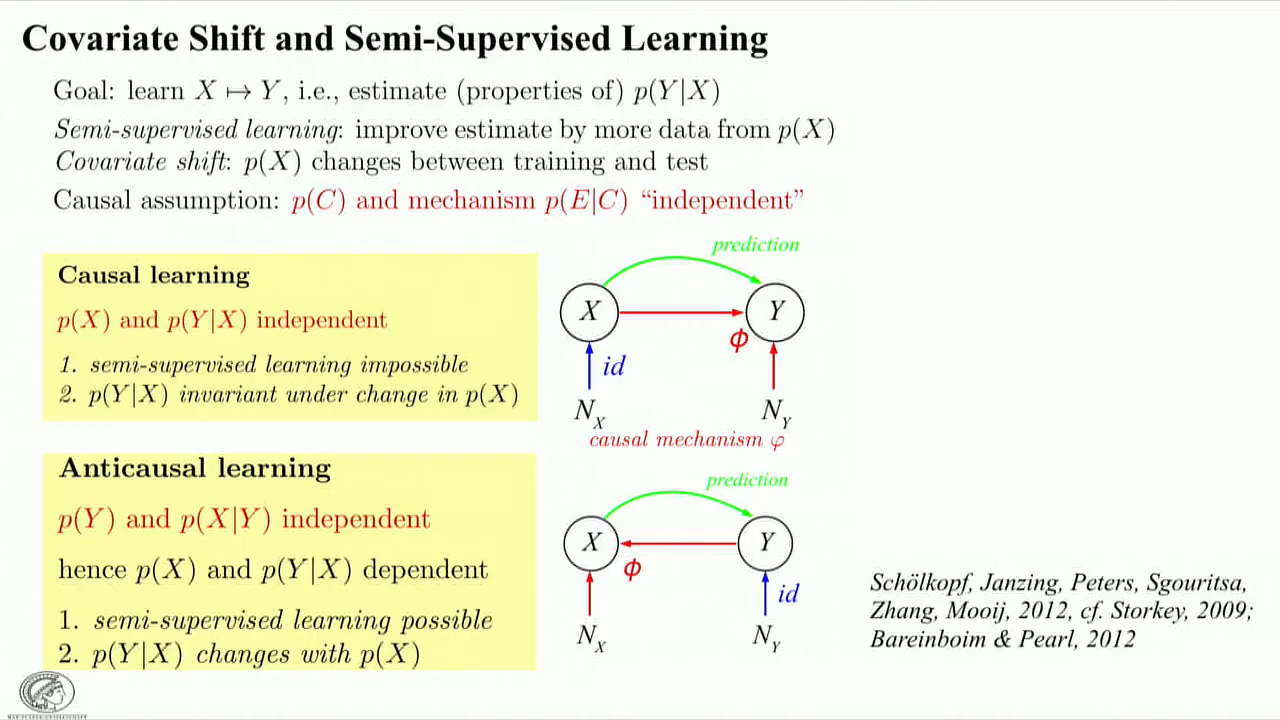 Covariate Shift and Semi-Supervised Learning
Goal: learn X ↦ Y, i.e., estimate (properties of) p(Y|X)
Semi-supervised learning: improve estimate by more data from p(X)
Covariate shift: p(X) changes between training and test
Causal assumption: p(C) and mechanism p(E|C) “independent”
Causal learning
p(X) and p(Y|X) independent
1. semi-supervised learning impossible
2. p(Y|X) invariant under change in p(X)
prediction
X
Y
ϕ
id
N_X
N_Y
causal mechanism φ
Anticausal learning
p(Y) and p(X|Y) independent
hence p(X) and p(Y|X) dependent
1. semi-supervised learning possible
2. p(Y|X) changes with p(X)
prediction
X
Y
ϕ
id
N_X
N_Y
Schölkopf, Janzing, Peters, Sgouritsa,
Zhang, Mooij, 2012, cf. Storkey, 2009;
Bareinboim & Pearl, 2012